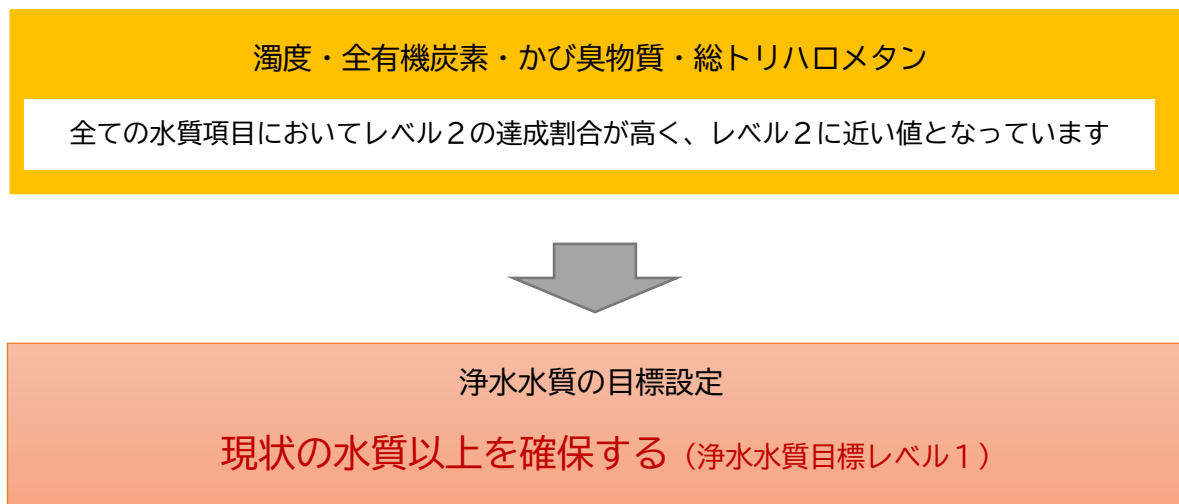 濁度・全有機炭素・かび臭物質・総トリハロメタン
全ての水質項目においてレベル２の達成割合が高く、レベル２に近い値となっています
浄水水質の目標設定
現状の水質以上を確保する（浄水水質目標レベル１）